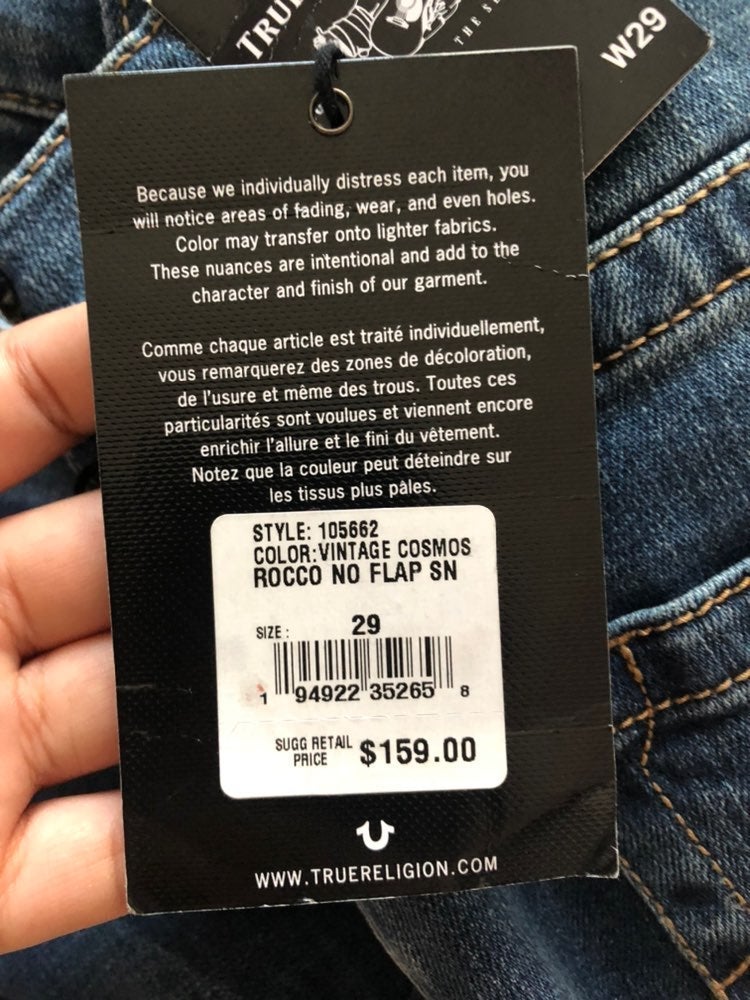 TRUE
THE SE
W29
Because we individually distress each item, you
will notice areas of fading, wear, and even holes.
Color may transfer onto lighter fabrics.
These nuances are intentional and add to the
character and finish of our garment.
Comme chaque article est traité individuellement,
vous remarquerez des zones de décoloration,
de l'usure et même des trous. Toutes ces
particularités sont voulues et viennent encore
enrichir l'allure et le fini du vêtement.
Notez que la couleur peut déteindre sur
les tissus plus pâles.
STYLE: 105662
COLOR:VINTAGE COSMOS
ROCCO NO FLAP SN
SIZE: 29
1 94922 35265 8
SUGG RETAIL
PRICE $159.00
WWW.TRUERELIGION.COM